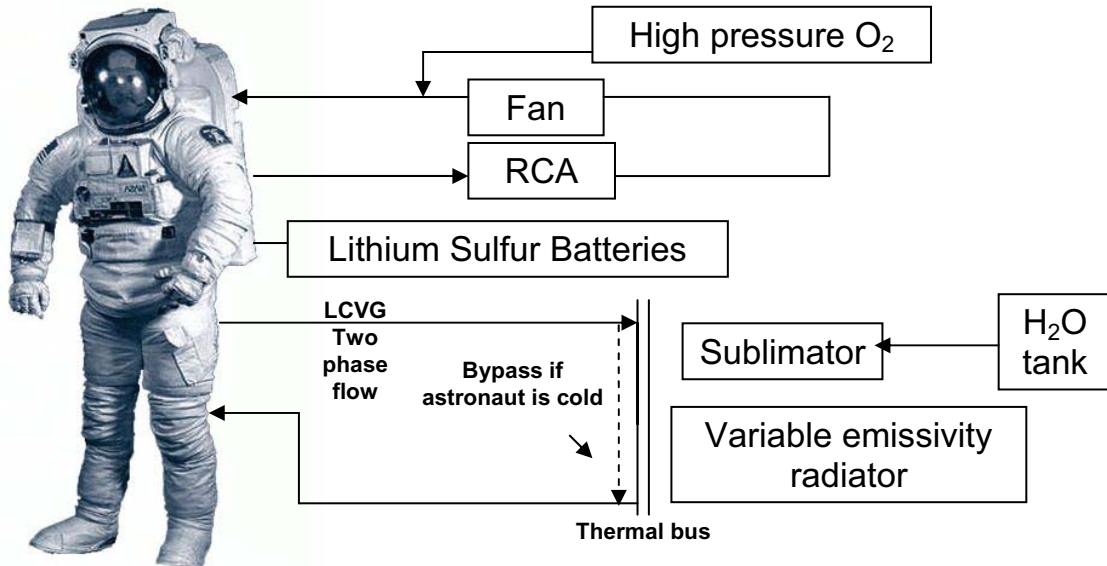 High pressure O₂
Fan
RCA
Lithium Sulfur Batteries
LCVG
Two
phase
flow
Bypass if
astronaut is cold
Sublimator
H₂O
tank
Variable emissivity
radiator
Thermal bus